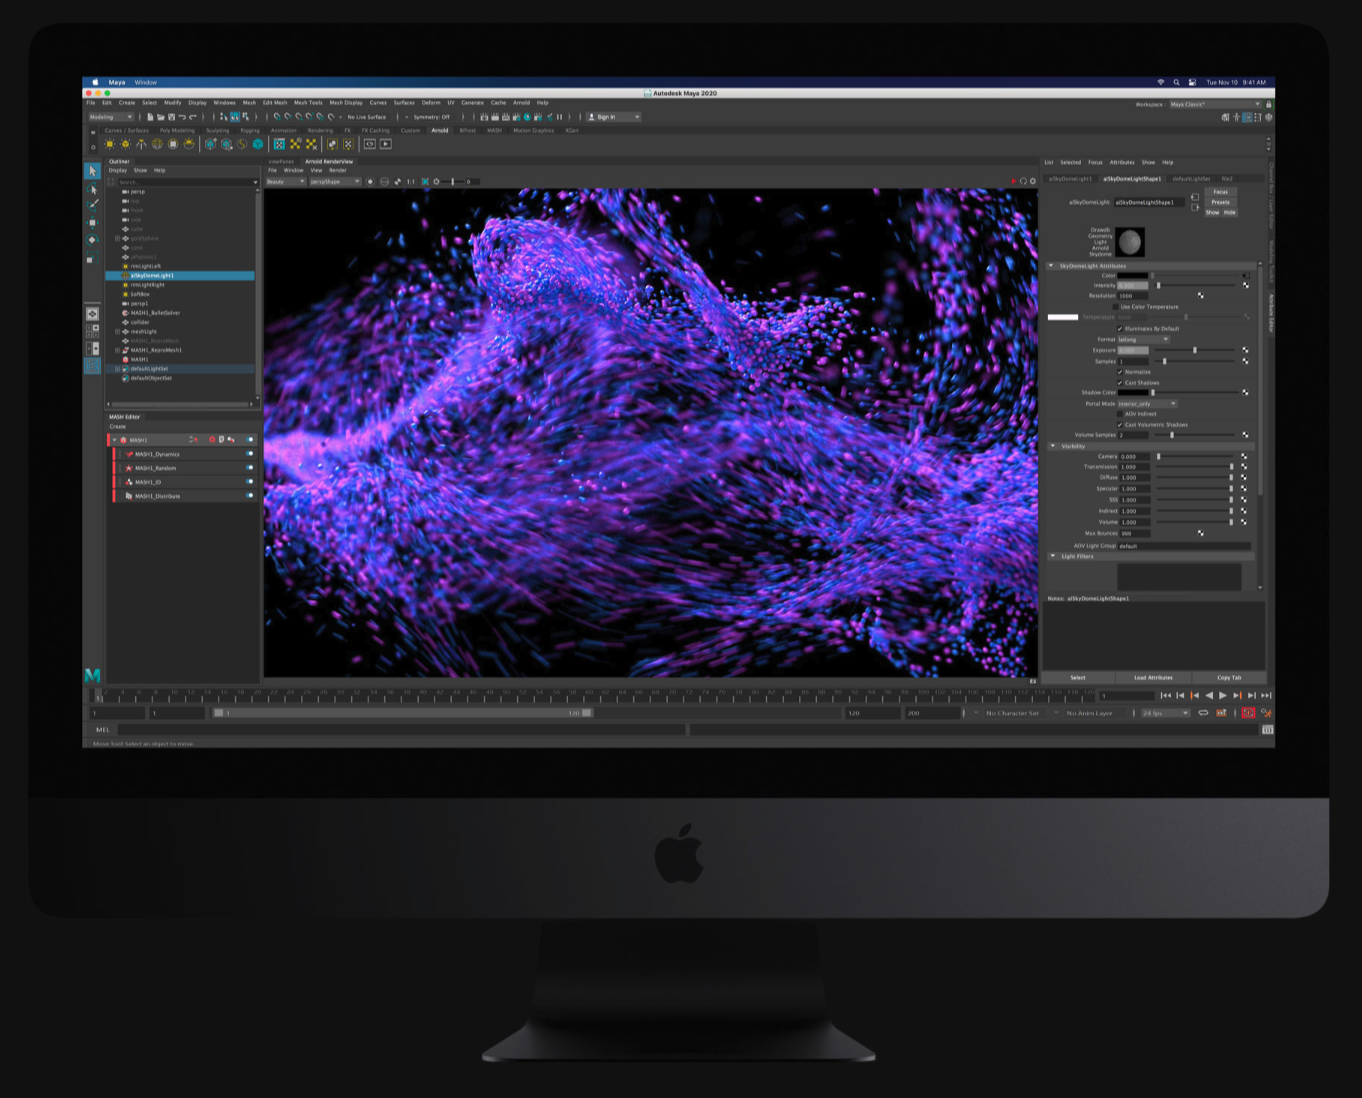 Maya Window
Tue Nov 10 9:41 AM
Autodesk Maya 2020
File Edit Create Select Modify Display Windows Mesh Edit Mesh Mesh Tools Mesh Display Curves Surfaces Deform UV Generate Cache Arnold Help
Workspace : Maya Classic*
Modeling
No Live Surface
Symmetry: Off
Sign In
Curves / Surfaces Poly Modeling Sculpting Rigging Animation Rendering FX FX Caching Custom Arnold Bifrost MASH Motion Graphics XGen
Outliner
Display Show Help
Search...
persp
top
front
side
rimLightLeft
aiSkyDomeLight1
rimLightRight
SoftBox
persp1
MASH1_BulletSolver
collider
meshLight
MASH1_ReproMesh
MASH1_ReproMesh1
MASH1
defaultLightSet
defaultObjectSet
MASH Editor
Create
MASH1
MASH1_Dynamics
MASH1_Random
MASH1_ID
MASH1_Distribute
viewPanes Arnold RenderView
File Window View Render
Beauty
perspShape
1:1
0
List Selected Focus Attributes Show Help
aiSkyDomeLight1 aiSkyDomeLightShape1 defaultLightSet file2
aiSkyDomeLight: aiSkyDomeLightShape1
Focus
Presets
Show Hide
Geometry
Light
Arnold
Skydome
SkyDomeLight Attributes
Color
Intensity
Resolution 1000
Use Color Temperature
Temperature
Illuminates By Default
Format latlong
Exposure
Samples 1
Normalize
Cast Shadows
Shadow Color
Portal Mode interior_only
AOV Indirect
Cast Volumetric Shadows
Volume Samples 2
Visibility
Camera 0.000
Transmission 1.000
Diffuse 1.000
Specular 1.000
SSS 1.000
Indirect 1.000
Volume 1.000
Max Bounces 999
AOV Light Group default
Light Filters
Notes: aiSkyDomeLightShape1
Select Load Attributes Copy Tab
Channel Box / Layer Editor
Modeling Toolkit
Attribute Editor
1
1 1 1 120 120 200
No Character Set
No Anim Layer
24 fps
MEL
Move Tool: Select an object to move.